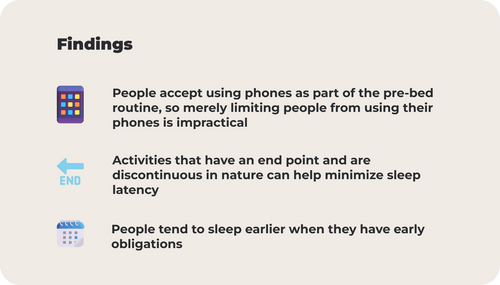 Findings
People accept using phones as part of the pre-bed
routine, so merely limiting people from using their
phones is impractical
END
Activities that have an end point and are
discontinuous in nature can help minimize sleep
latency
People tend to sleep earlier when they have early
obligations